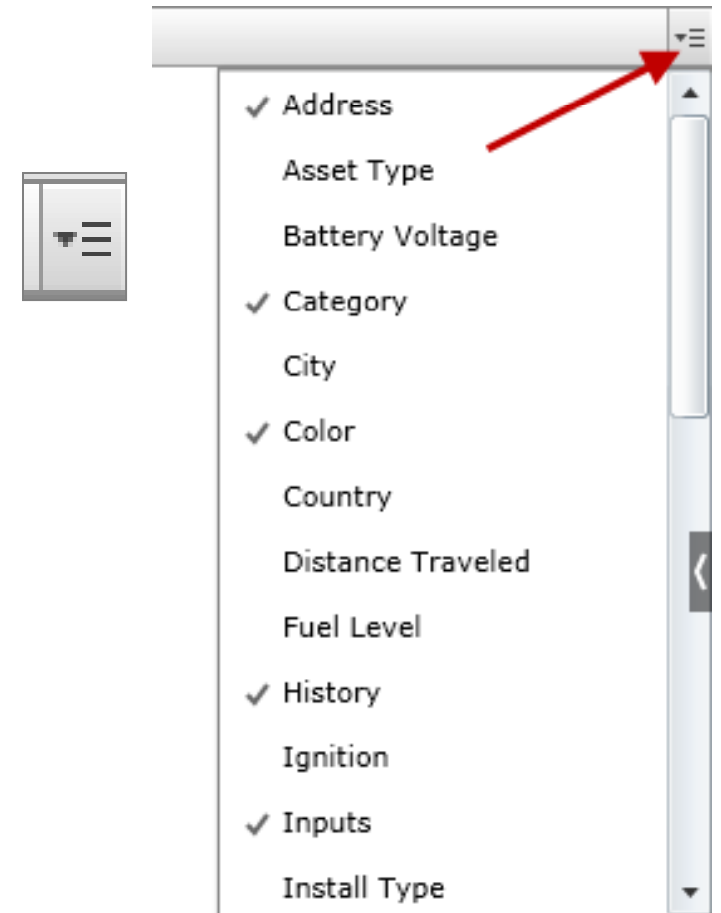 Address
Asset Type
Battery Voltage
Category
City
Color
Country
Distance Traveled
Fuel Level
History
Ignition
Inputs
Install Type